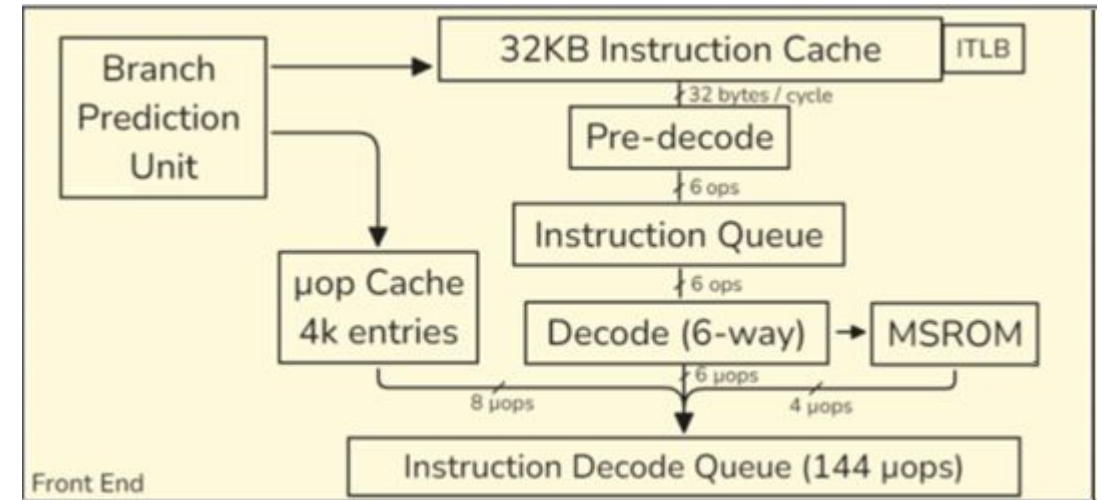 Branch
Prediction
Unit
32KB Instruction Cache
ITLB
32 bytes / cycle
Pre-decode
6 ops
Instruction Queue
6 ops
µop Cache
4k entries
Decode (6-way)
MSROM
6 µops
8 µops
4 µops
Instruction Decode Queue (144 µops)
Front End